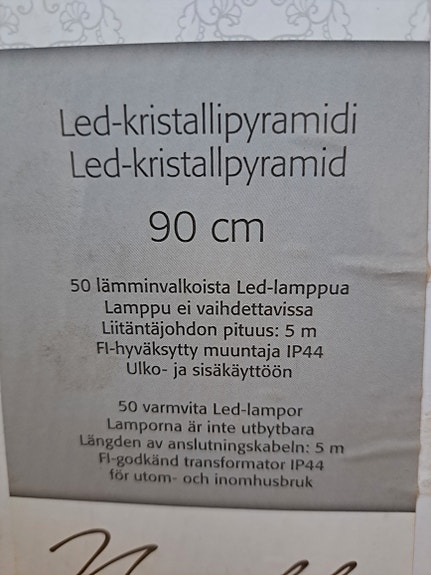 Led-kristallipyramidi
Led-kristallpyramid
90 cm
50 lämminvalkoista Led-lamppua
Lamppu ei vaihdettavissa
Liitäntäjohdon pituus: 5 m
FI-hyväksytty muuntaja IP44
Ulko- ja sisäkäyttöön
50 varmvita Led-lampor
Lamporna är inte utbytbara
Längden av anslutningskabeln: 5 m
FI-godkänd transformator IP44
för utom- och inomhusbruk